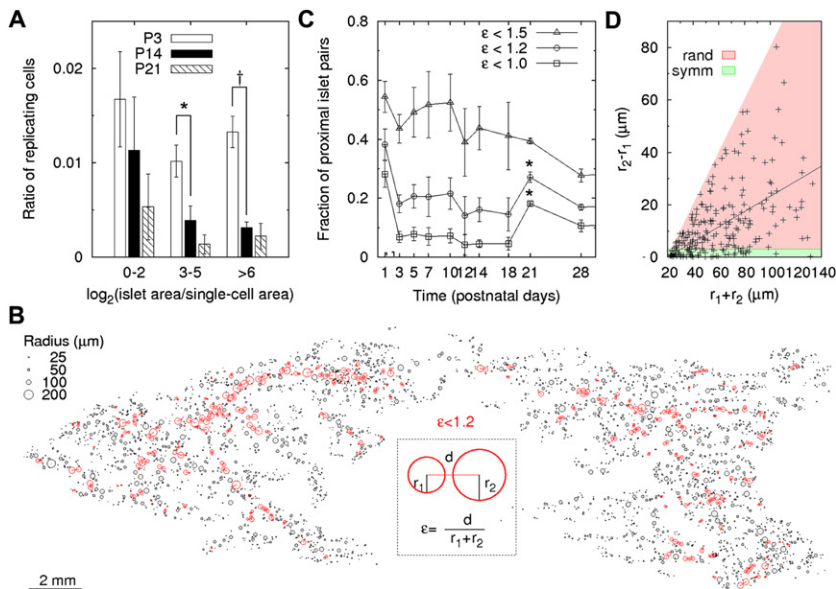 A
P3
P14
P21
Ratio of replicating cells
0.02
0.01
0
*
†
0-2
3-5
>6
log₂(islet area/single-cell area)
C
ε < 1.5
ε < 1.2
ε < 1.0
Fraction of proximal islet pairs
0.8
0.6
0.4
0.2
0
*
*
1
3
5
7
10
12
14
18
21
28
Time (postnatal days)
D
rand
symm
r₂-r₁ (μm)
80
60
40
20
0
20
40
60
80
100
120
140
r₁+r₂ (μm)
B
Radius (μm)
25
50
100
200
ε<1.2
d
r₁
r₂
ε= d
r₁+r₂
2 mm